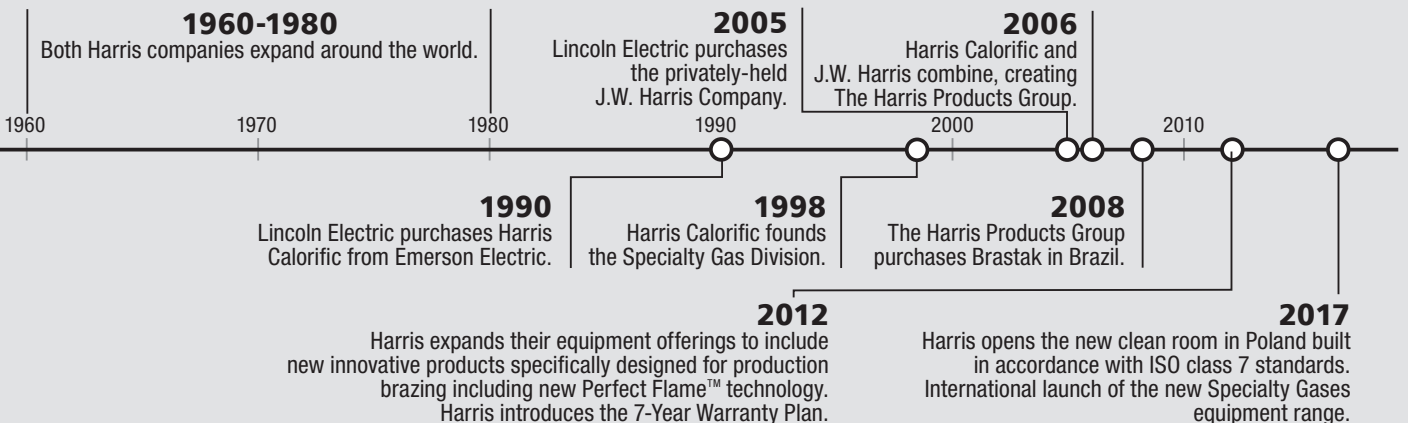 1960-1980
Both Harris companies expand around the world.
2005
Lincoln Electric purchases
the privately-held
J.W. Harris Company.
2006
Harris Calorific and
J.W. Harris combine, creating
The Harris Products Group.
1960
1970
1980
1990
2000
2010
1990
Lincoln Electric purchases Harris
Calorific from Emerson Electric.
1998
Harris Calorific founds
the Specialty Gas Division.
2008
The Harris Products Group
purchases Brastak in Brazil.
2012
Harris expands their equipment offerings to include
new innovative products specifically designed for production
brazing including new Perfect Flame™ technology.
Harris introduces the 7-Year Warranty Plan.
2017
Harris opens the new clean room in Poland built
in accordance with ISO class 7 standards.
International launch of the new Specialty Gases
equipment range.